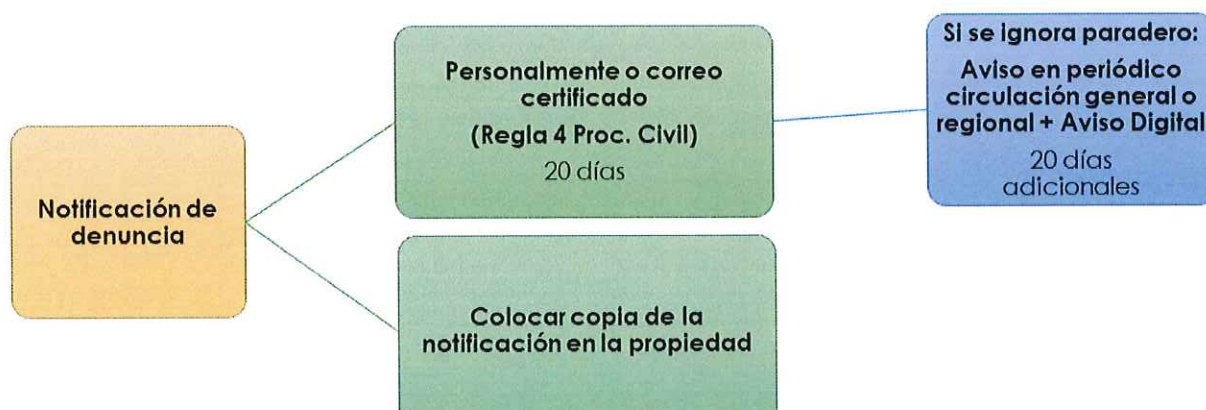 Notificación de
denuncia
Personalmente o correo
certificado
(Regla 4 Proc. Civil)
20 días
Colocar copia de la
notificación en la propiedad
Si se ignora paradero:
Aviso en periódico
circulación general o
regional + Aviso Digital
20 días
adicionales